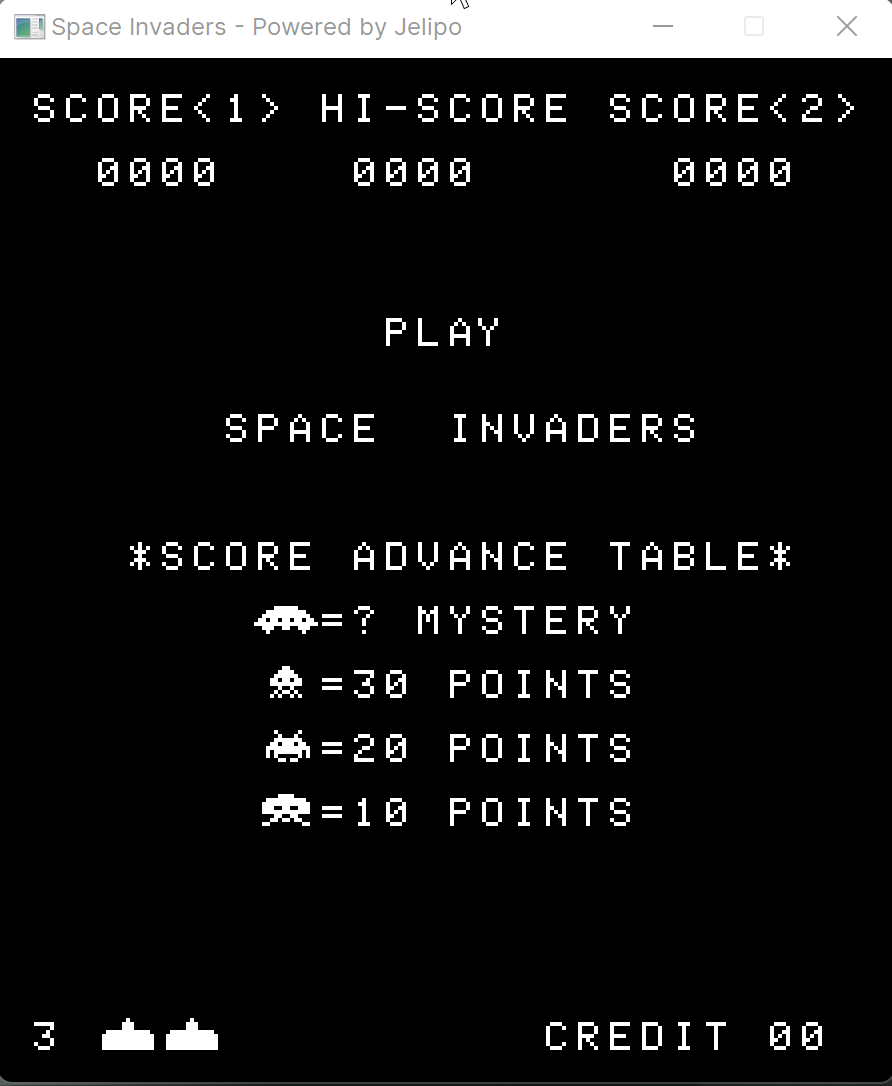 Space Invaders - Powered by Jelipo
SCORE<1> HI-SCORE SCORE<2>
0000 0000 0000
PLAY
SPACE INVADERS
*SCORE ADVANCE TABLE*
=? MYSTERY
=30 POINTS
=20 POINTS
=10 POINTS
3 CREDIT 00